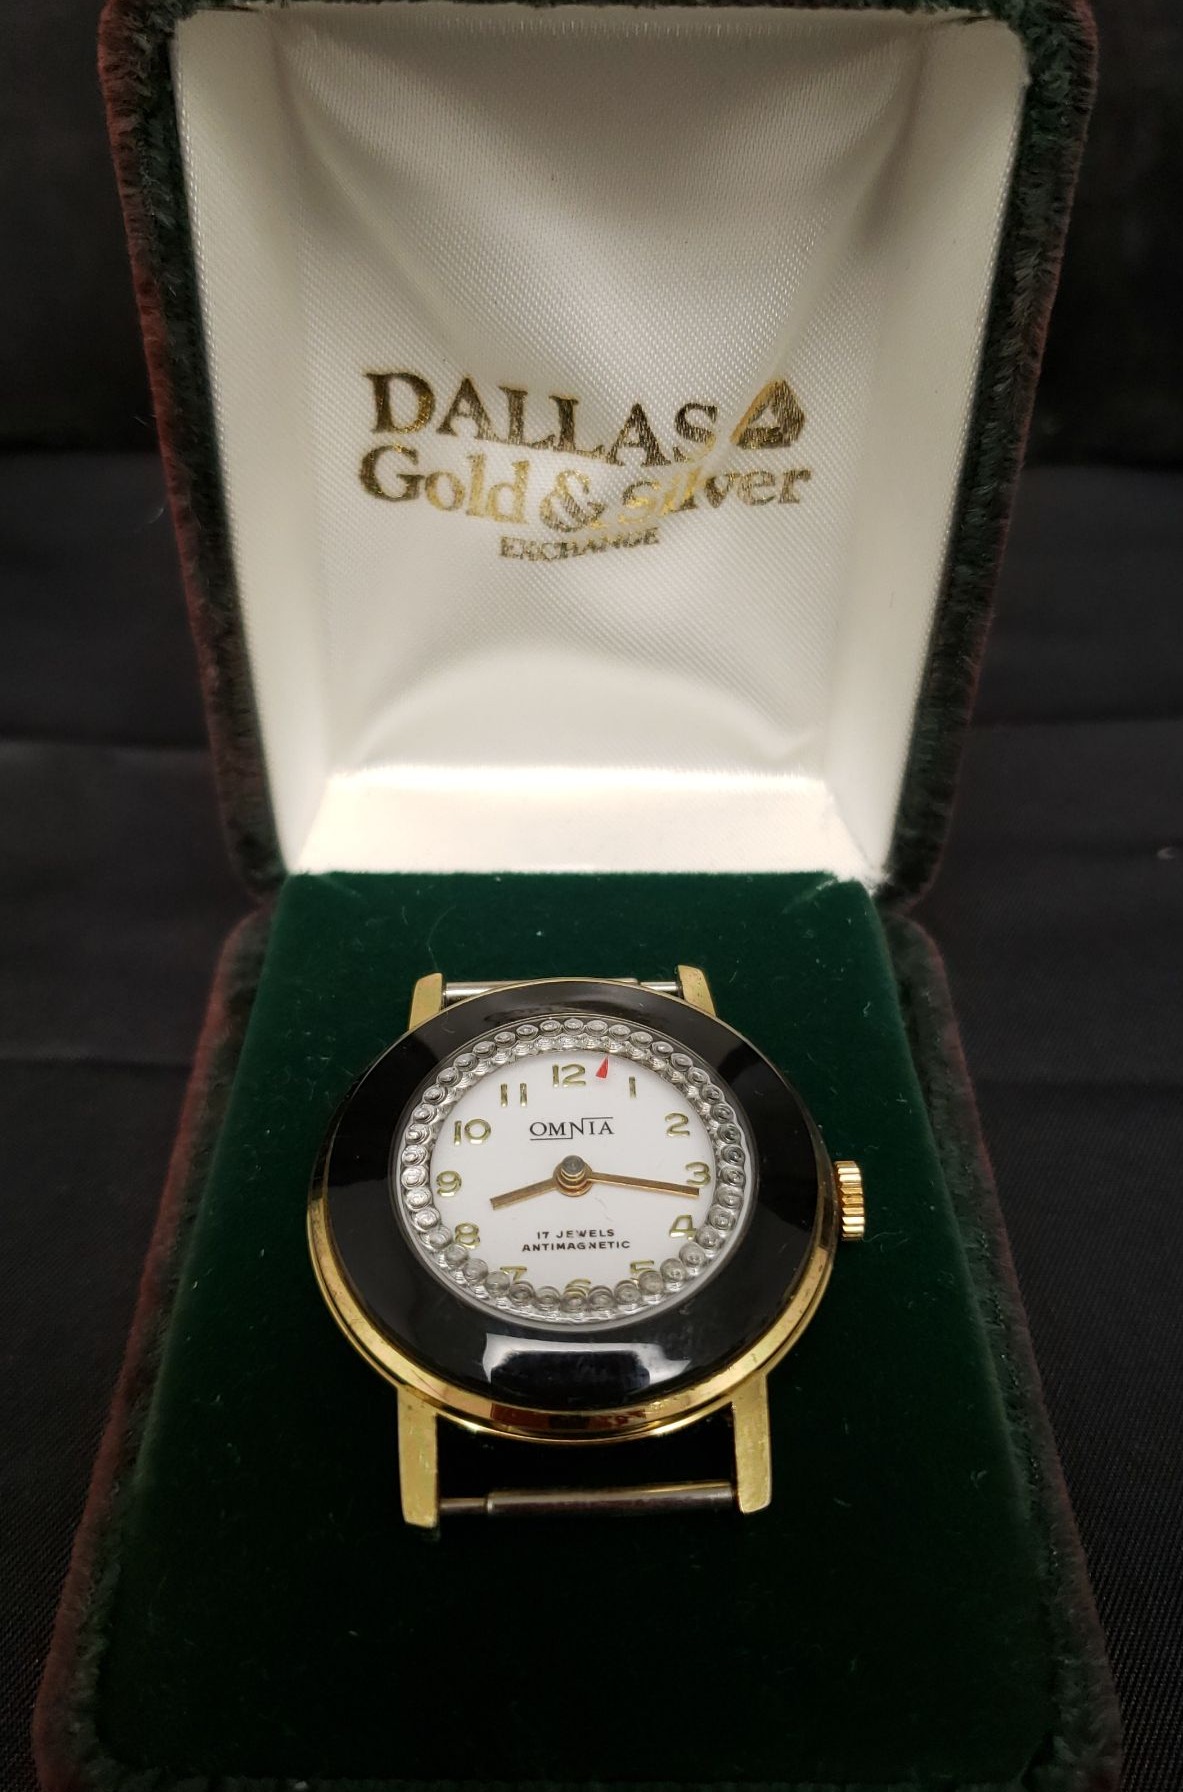 DALLAS
Gold & Silver
EXCHANGE
12
1
2
3
4
5
6
7
8
9
10
11
OMNIA
17 JEWELS
ANTIMAGNETIC